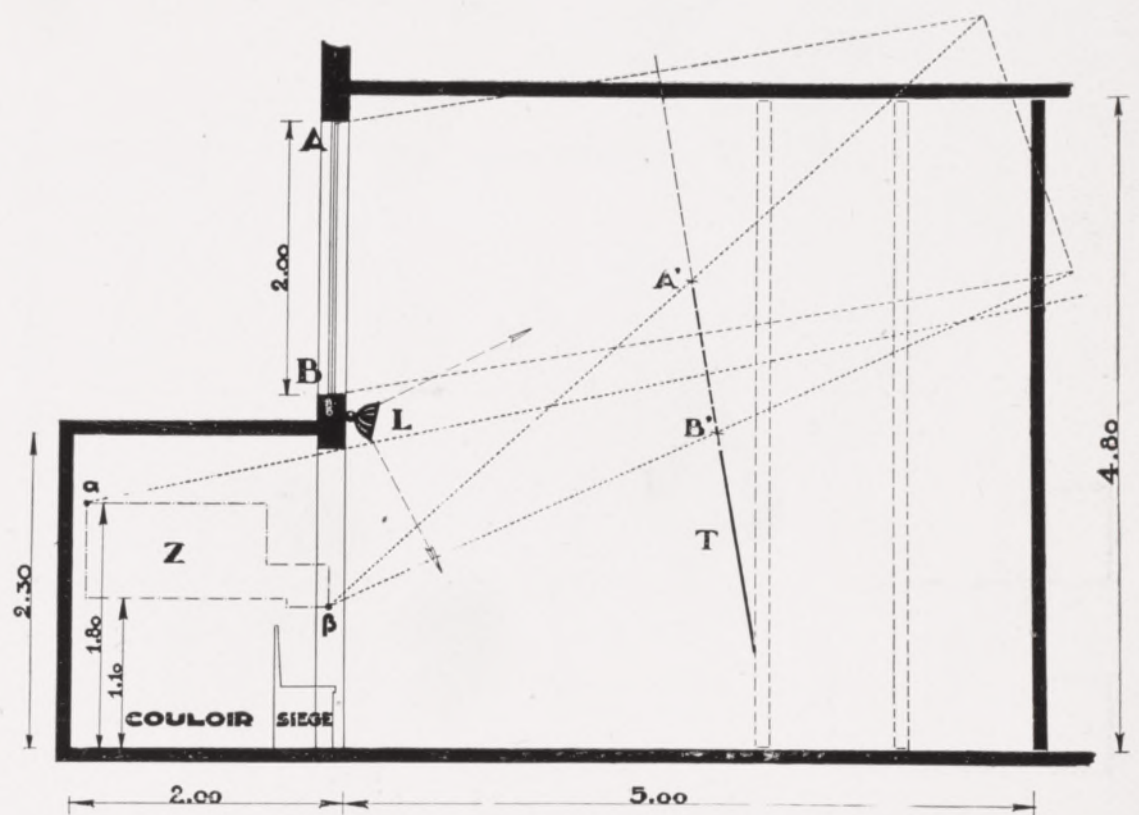 A
2.00
B
L
A'
B'
T
4.80
2.30
α
Z
β
1.80
1.10
COULOIR
SIEGE
2.00
5.00